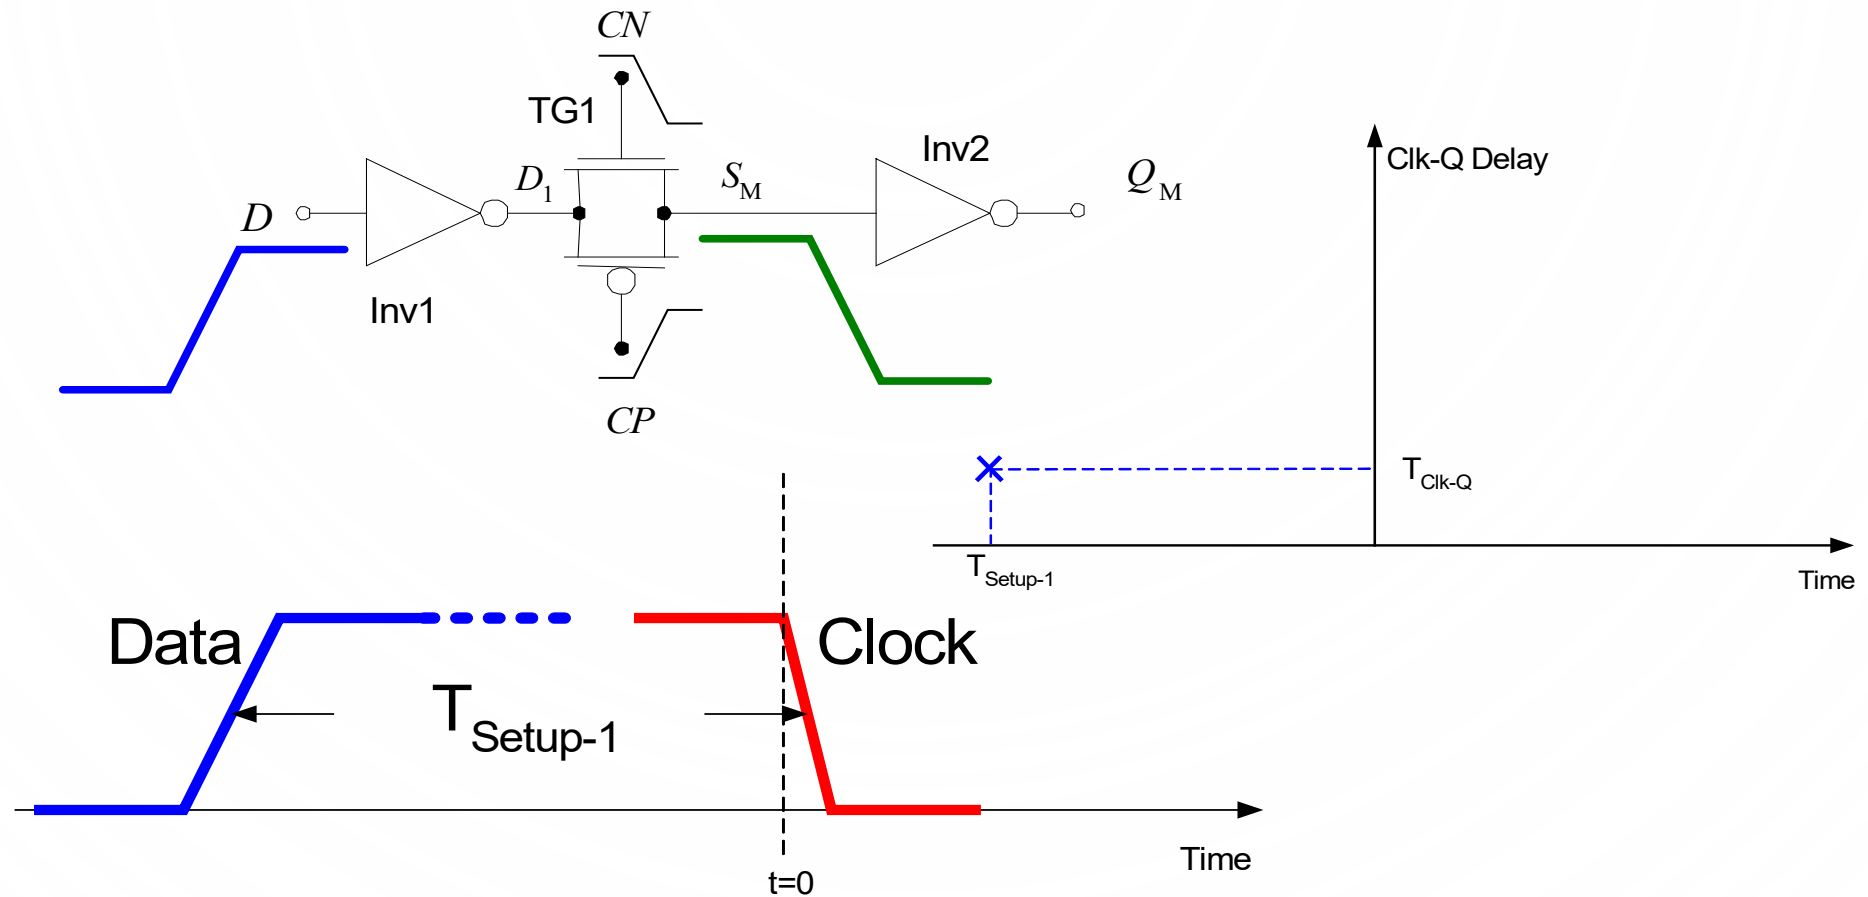 CN
TG1
Inv2
Clk-Q Delay
D
D1
SM
QM
Inv1
CP
TClk-Q
TSetup-1
Time
Data
Clock
TSetup-1
Time
t=0